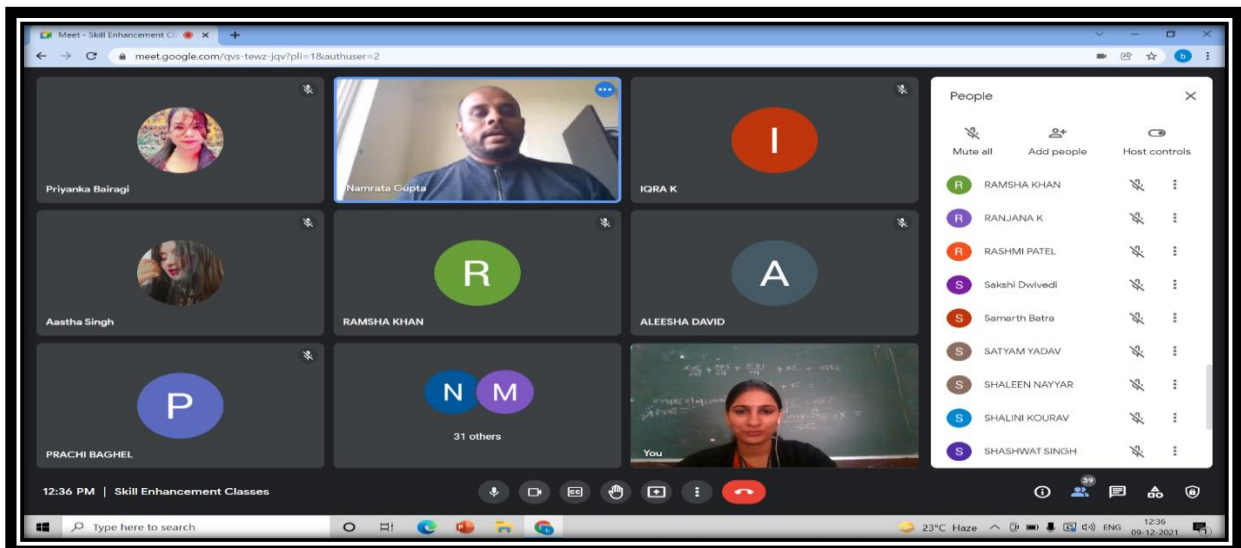 Meet - Skill Enhancement Cl
meet.google.com/qvs-tewz-jqv?pli=1&authuser=2
b
Priyanka Bairagi
Namrata Gupta
I
IQRA K
Aastha Singh
R
RAMSHA KHAN
A
ALEESHA DAVID
P
PRACHI BAGHEL
N M
31 others
You
People
Mute all Add people Host controls
R RAMSHA KHAN
R RANJANA K
R RASHMI PATEL
S Sakshi Dwivedi
S Samarth Batra
S SATYAM YADAV
S SHALEEN NAYYAR
S SHALINI KOURAV
S SHASHWAT SINGH
12:36 PM | Skill Enhancement Classes
CC
39
Type here to search
23°C Haze
ENG
12:36
09-12-2021